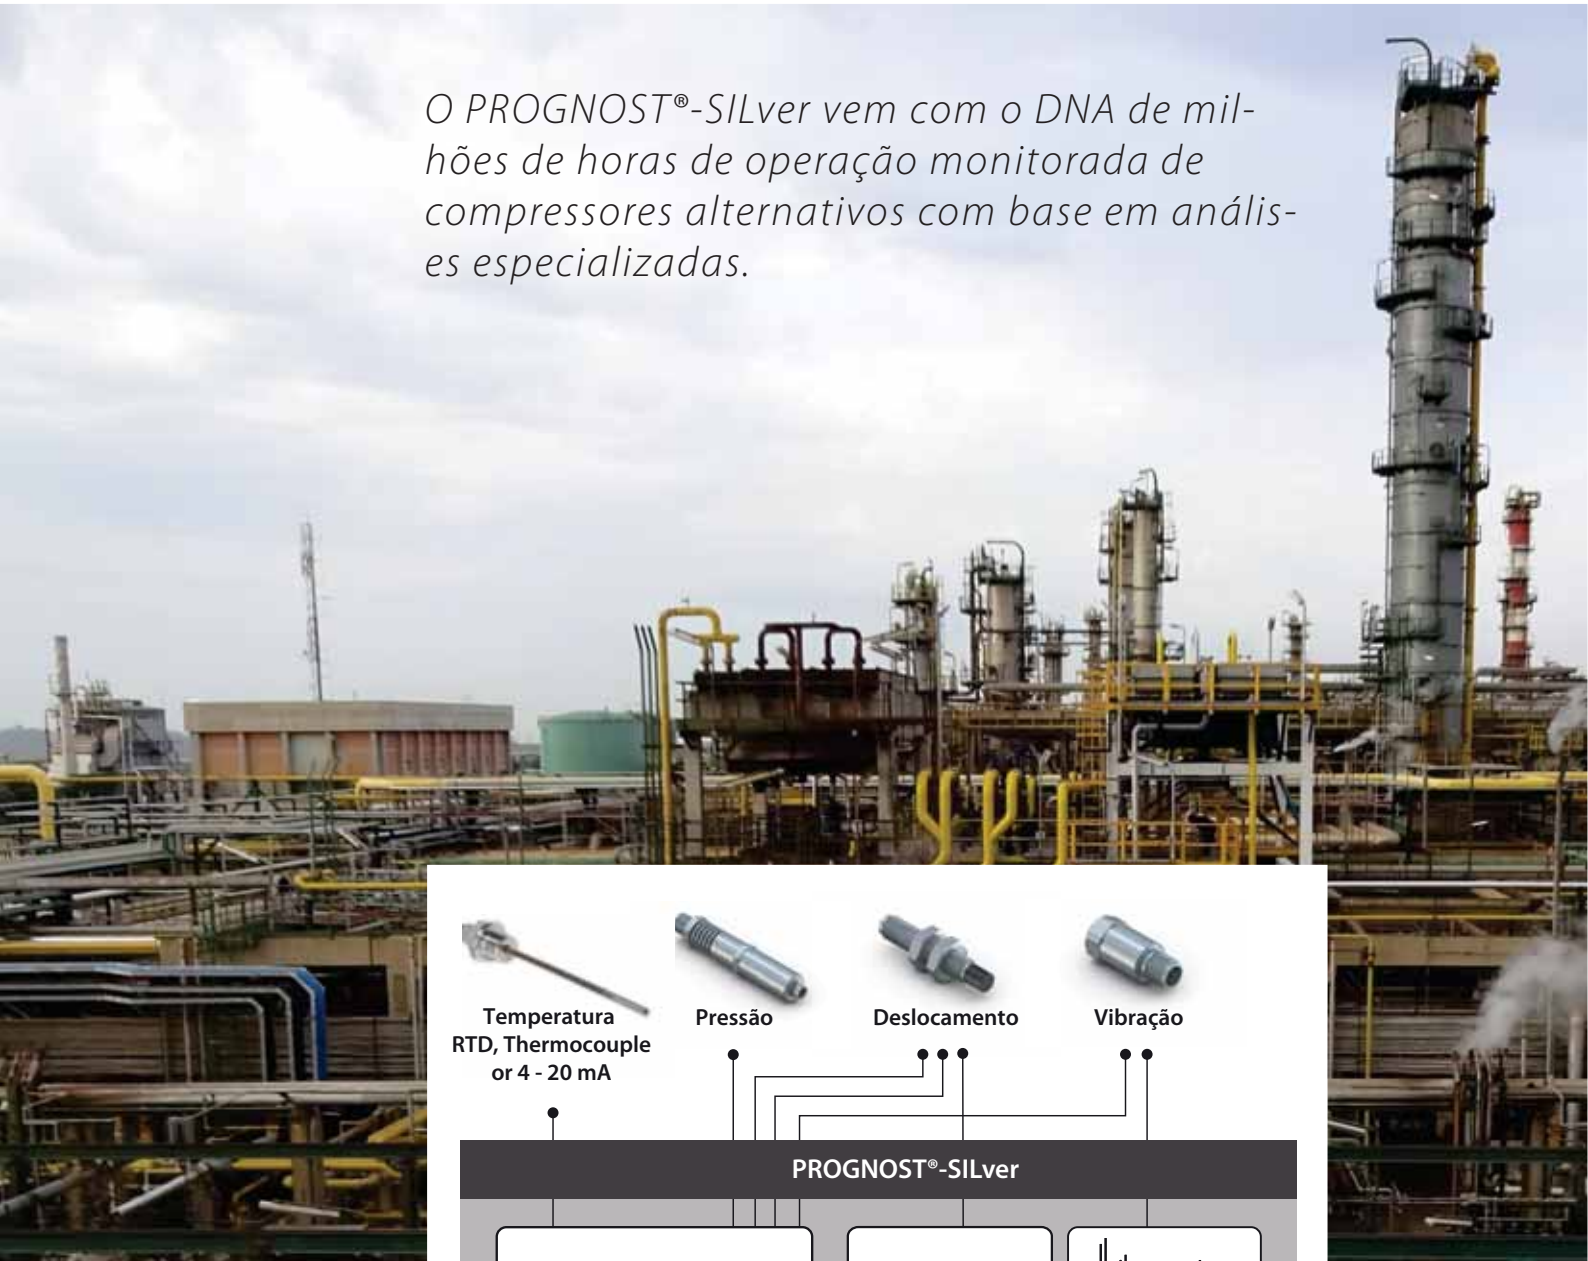 O PROGNOST®-SILver vem com o DNA de mil-
hões de horas de operação monitorada de
compressores alternativos com base em anális-
es especializadas.
Temperatura
RTD, Thermocouple
or 4 - 20 mA
Pressão
Deslocamento
Vibração
PROGNOST®-SILver